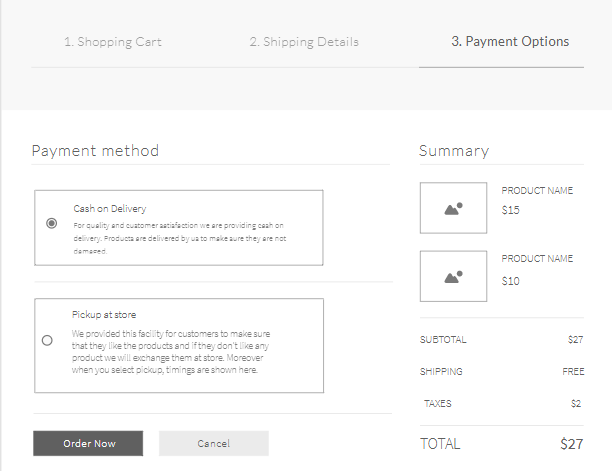 1. Shopping Cart
2. Shipping Details
3. Payment Options
Payment method
Cash on Delivery
For quality and customer satisfaction we are providing cash on
delivery. Products are delivered by us to make sure they are not
damaged.
Pickup at store
We provided this facility for customers to make sure
that they like the products and if they don't like any
product we will exchange them at store. Moreover
when you select pickup, timings are shown here.
Order Now
Cancel
Summary
PRODUCT NAME
$15
PRODUCT NAME
$10
SUBTOTAL $27
SHIPPING FREE
TAXES $2
TOTAL $27